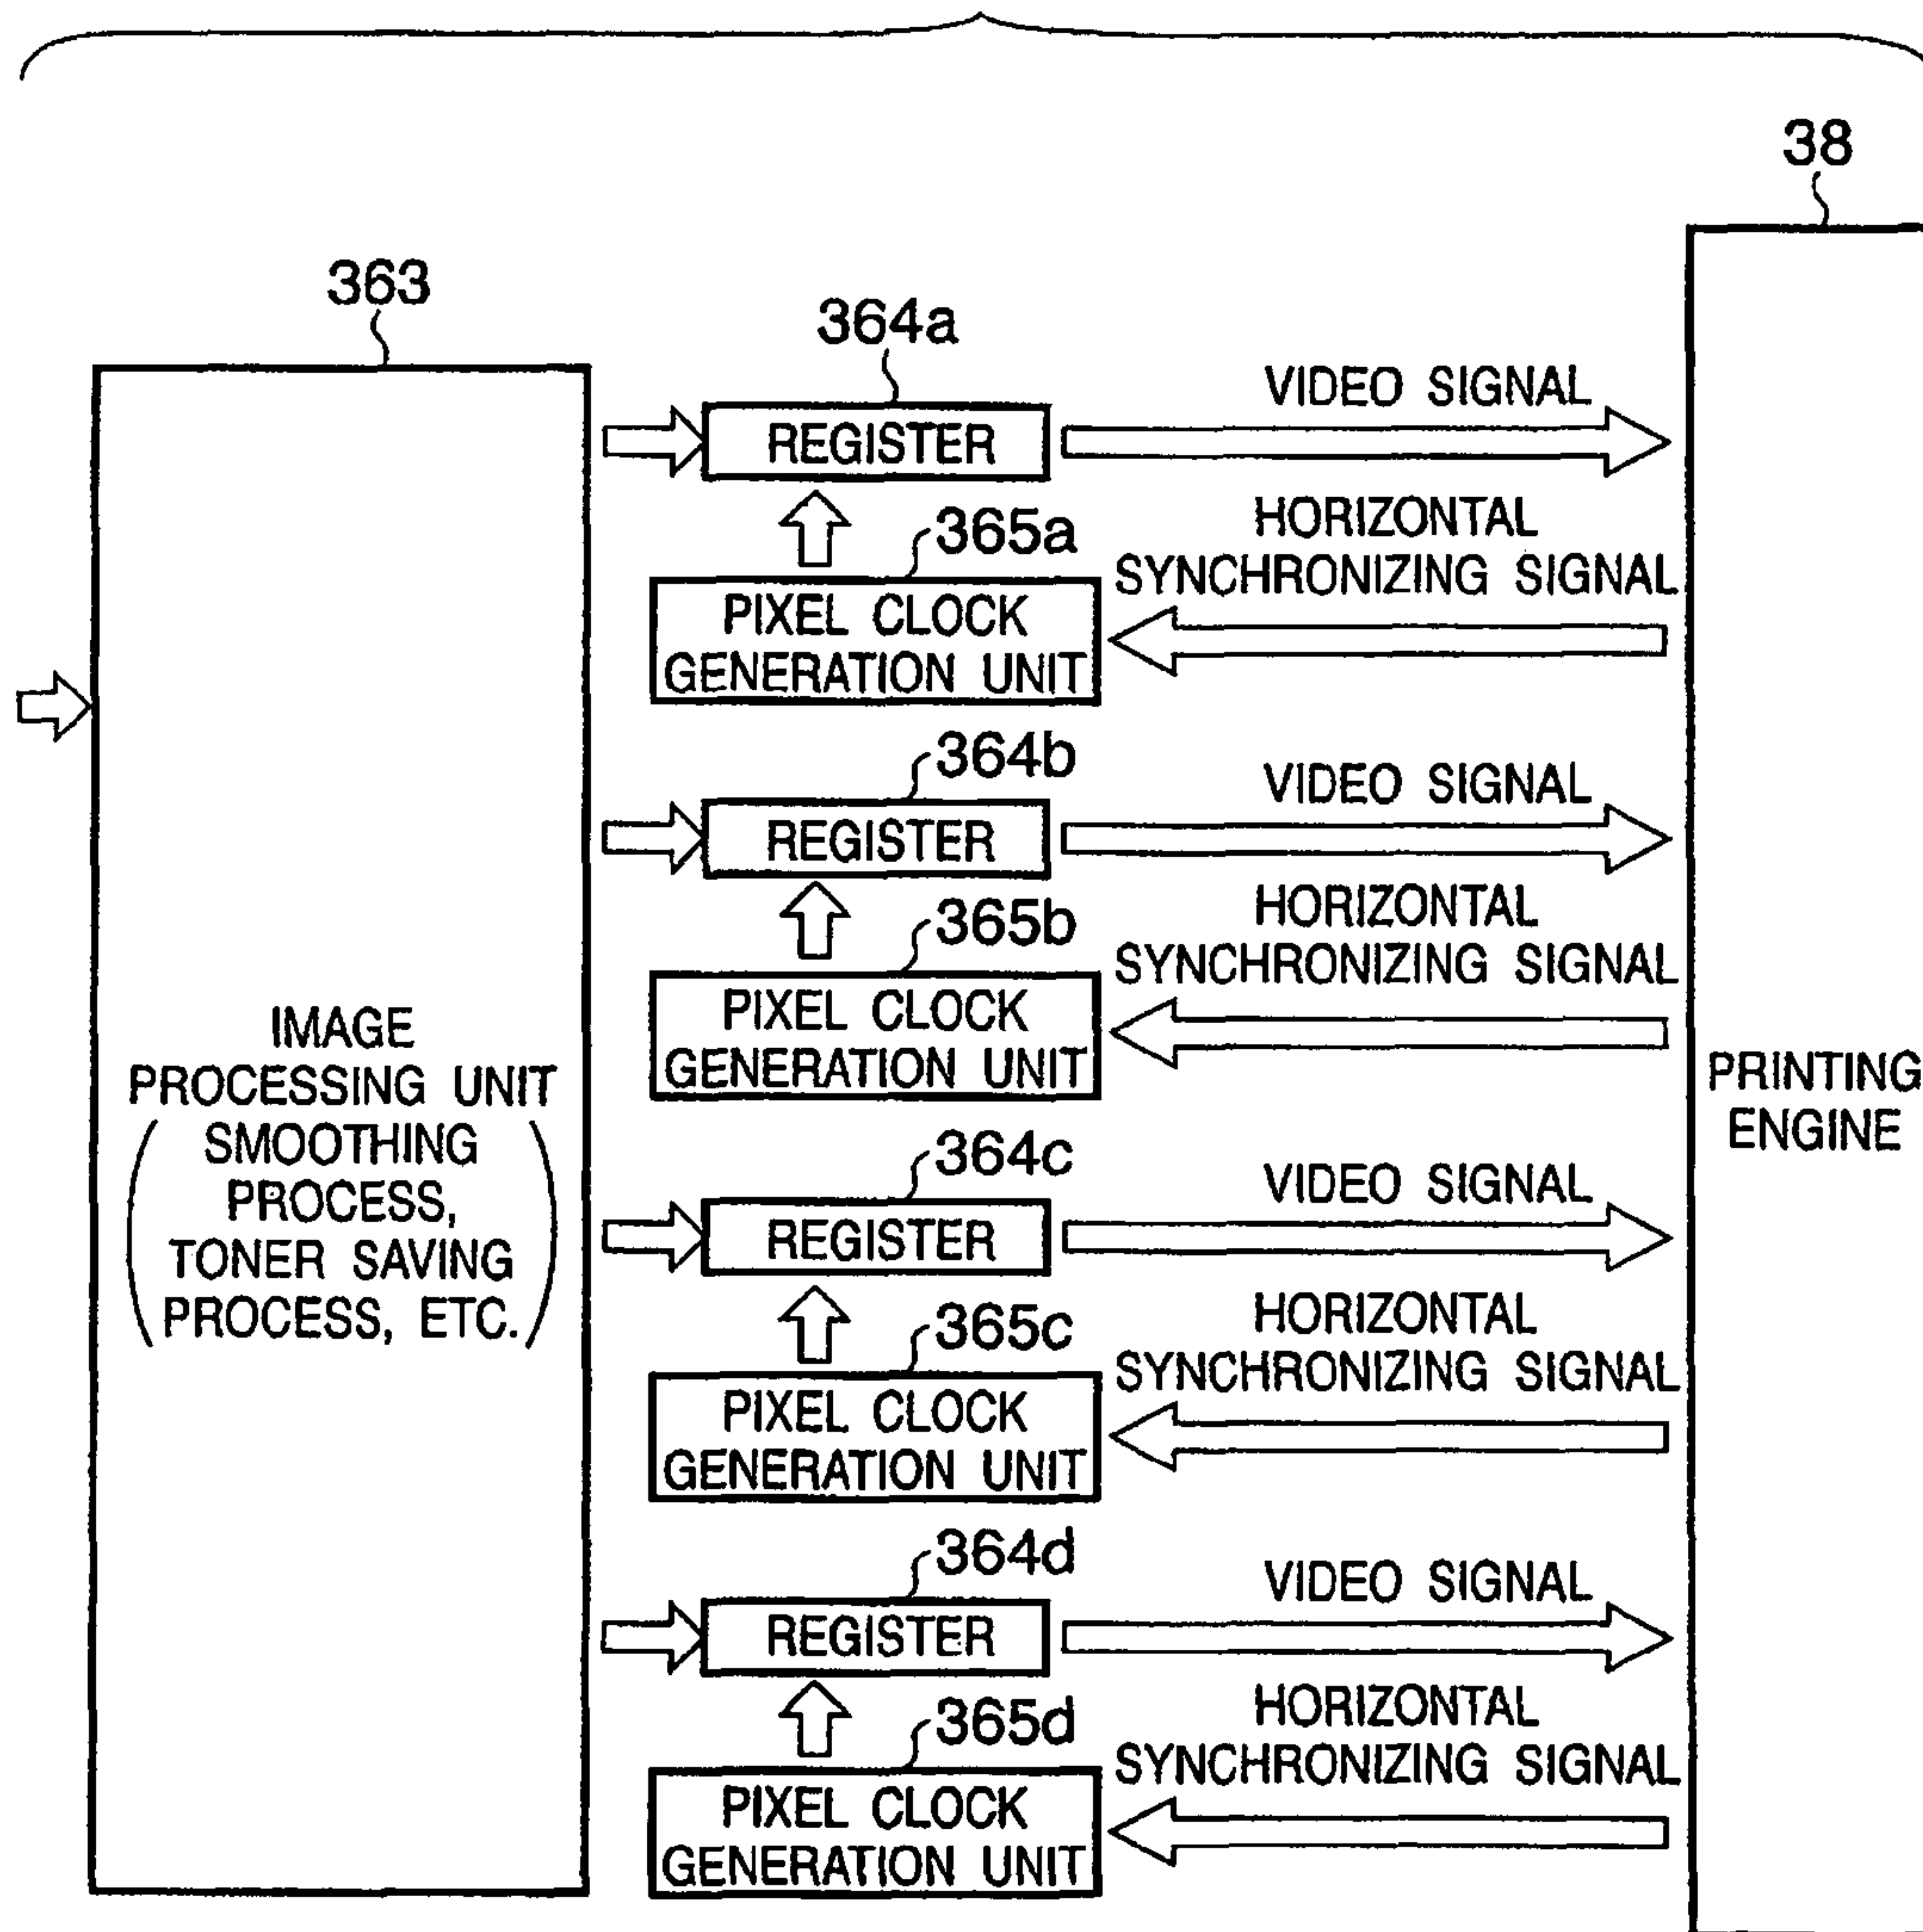 38
363
364a
VIDEO SIGNAL
REGISTER
365a
HORIZONTAL
SYNCHRONIZING SIGNAL
PIXEL CLOCK
GENERATION UNIT
364b
VIDEO SIGNAL
REGISTER
365b
HORIZONTAL
SYNCHRONIZING SIGNAL
PIXEL CLOCK
GENERATION UNIT
IMAGE
PROCESSING UNIT
(SMOOTHING
PROCESS,
TONER SAVING
PROCESS, ETC.)
PRINTING
ENGINE
364c
VIDEO SIGNAL
REGISTER
365c
HORIZONTAL
SYNCHRONIZING SIGNAL
PIXEL CLOCK
GENERATION UNIT
364d
VIDEO SIGNAL
REGISTER
365d
HORIZONTAL
SYNCHRONIZING SIGNAL
PIXEL CLOCK
GENERATION UNIT